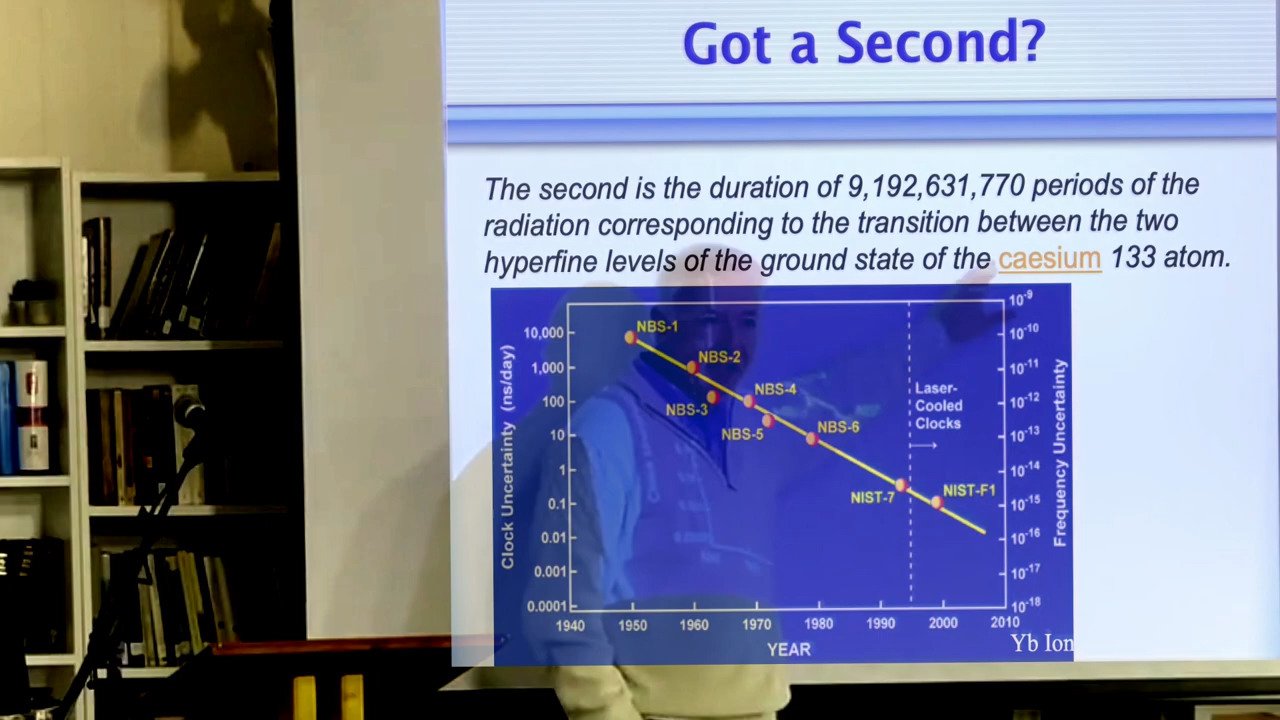 Got a Second?
The second is the duration of 9,192,631,770 periods of the
radiation corresponding to the transition between the two
hyperfine levels of the ground state of the caesium 133 atom.
Clock Uncertainty (ns/day)
10,000
1,000
100
10
1
0.1
0.01
0.001
0.0001
NBS-1
NBS-2
NBS-3
NBS-4
NBS-5
NBS-6
NIST-7
NIST-F1
Laser-
Cooled
Clocks
10-9
10-10
10-11
10-12
10-13
10-14
10-15
10-16
10-17
10-18
Frequency Uncertainty
1940 1950 1960 1970 1980 1990 2000 2010
YEAR
Yb Ion